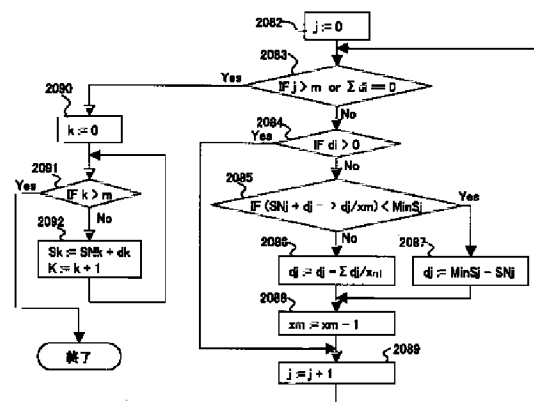 2082
j := 0
2083
IF j > m or Σ di == 0
Yes
No
2090
k := 0
2084
IF di > 0
Yes
No
2091
IF k > m
Yes
No
2085
IF (SNj + dj - > dj/xm) < MinSj
Yes
No
2092
Sk := SNk + dk
K := k + 1
2086
dj := dj - Σ dj/xm
2087
dj := MinSj - SNj
2088
xm := xm - 1
終了
2089
j := j + 1